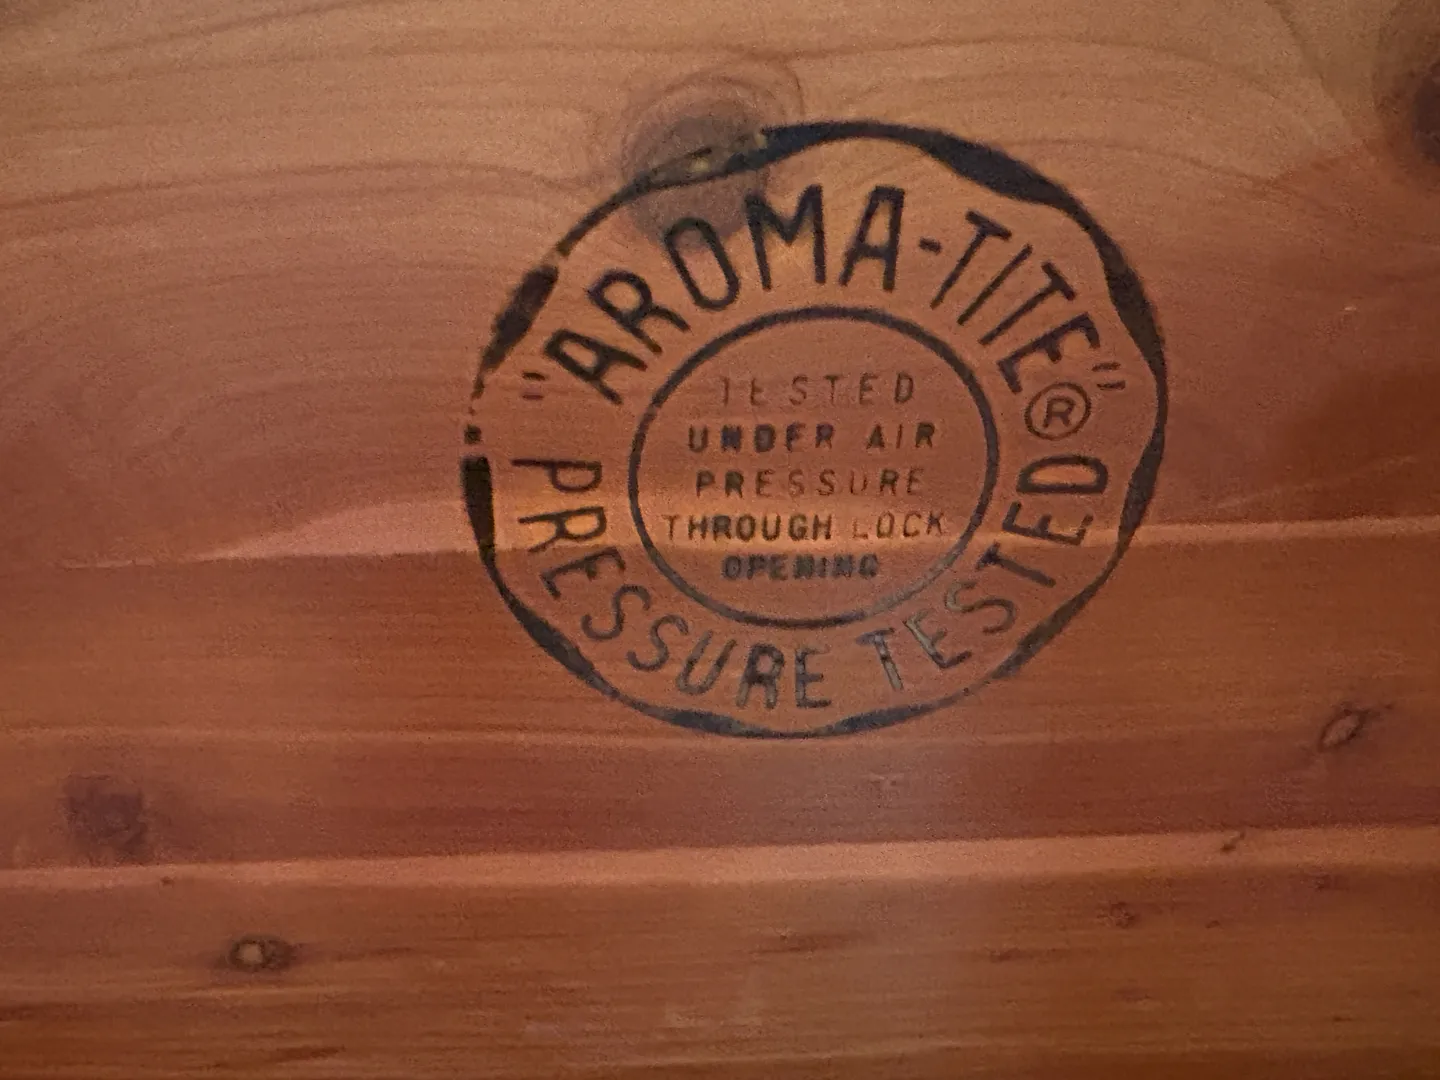 "AROMA-TITE"®
TESTED
UNDER AIR
PRESSURE
THROUGH LOCK
OPENING
PRESSURE TESTED